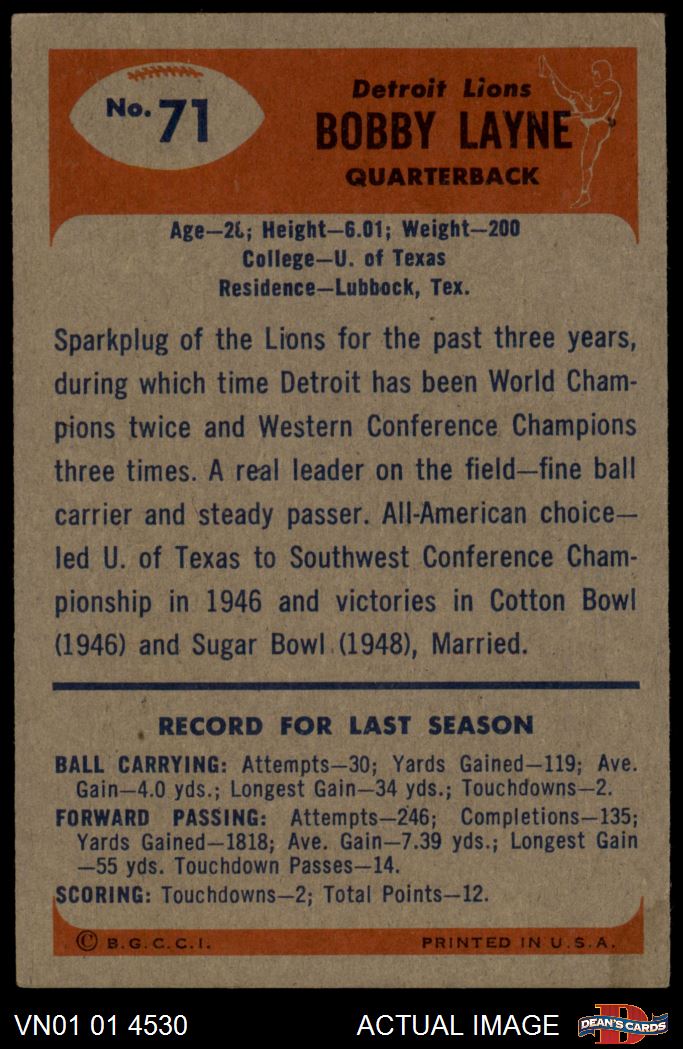 No. 71
Detroit Lions
BOBBY LAYNE
QUARTERBACK
Height—6.01; Weight—200
College—U. of Texas
Residence—Lubbock, Tex.
Sparkplug of the Lions for the past three years,
during which time Detroit has been World Cham-
pions twice and Western Conference Champions
three times. A real leader on the field—fine ball
carrier and steady passer. All-American choice—
led U. of Texas to Southwest Conference Cham-
pionship in 1946 and victories in Cotton Bowl
(1946) and Sugar Bowl (1948), Married.
RECORD FOR LAST SEASON
BALL CARRYING: Attempts—30; Yards Gained—119; Ave.
Gain—4.0 yds.; Longest Gain—34 yds.; Touchdowns—2.
FORWARD PASSING: Attempts—246; Completions—135;
Yards Gained—1818; Ave. Gain—7.39 yds.; Longest Gain
—55 yds. Touchdown Passes—14.
SCORING: Touchdowns—2; Total Points—12.
© B.G.C.C.I. PRINTED IN U.S.A.
VN01 01 4530 ACTUAL IMAGE
D DEAN'S CARDS